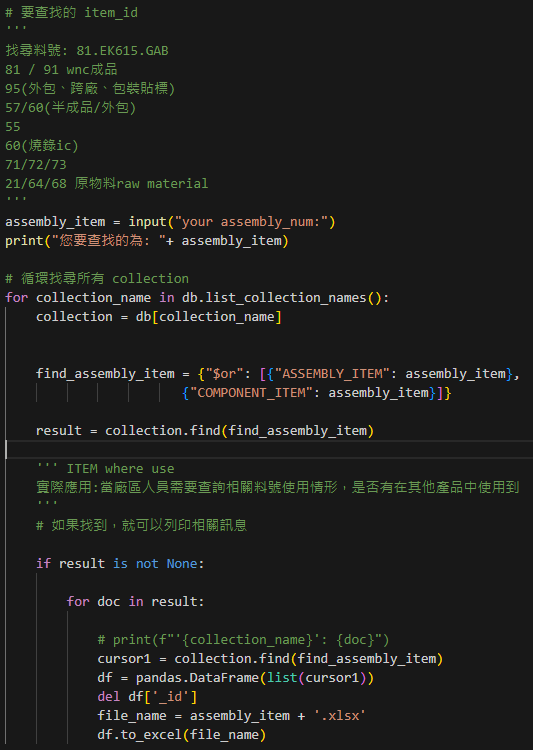 # 要查找的 item_id
'''
找尋料號: 81.EK615.GAB
81 / 91 wnc成品
95(外包、跨廠、包裝貼標)
57/60(半成品/外包)
55
60(燒錄ic)
71/72/73
21/64/68 原物料raw material
'''
assembly_item = input("your assembly_num:")
print("您要查找的為: "+ assembly_item)
# 循環找尋所有 collection
for collection_name in db.list_collection_names():
    collection = db[collection_name]
    find_assembly_item = {"$or": [{"ASSEMBLY_ITEM": assembly_item},
                       {"COMPONENT_ITEM": assembly_item}]}
    result = collection.find(find_assembly_item)
    ''' ITEM where use
    實際應用:當廠區人員需要查詢相關料號使用情形，是否有在其他產品中使用到
    '''
    # 如果找到，就可以列印相關訊息
    if result is not None:
        for doc in result:
            # print(f"'{collection_name}': {doc}")
            cursor1 = collection.find(find_assembly_item)
            df = pandas.DataFrame(list(cursor1))
            del df['_id']
            file_name = assembly_item + '.xlsx'
            df.to_excel(file_name)